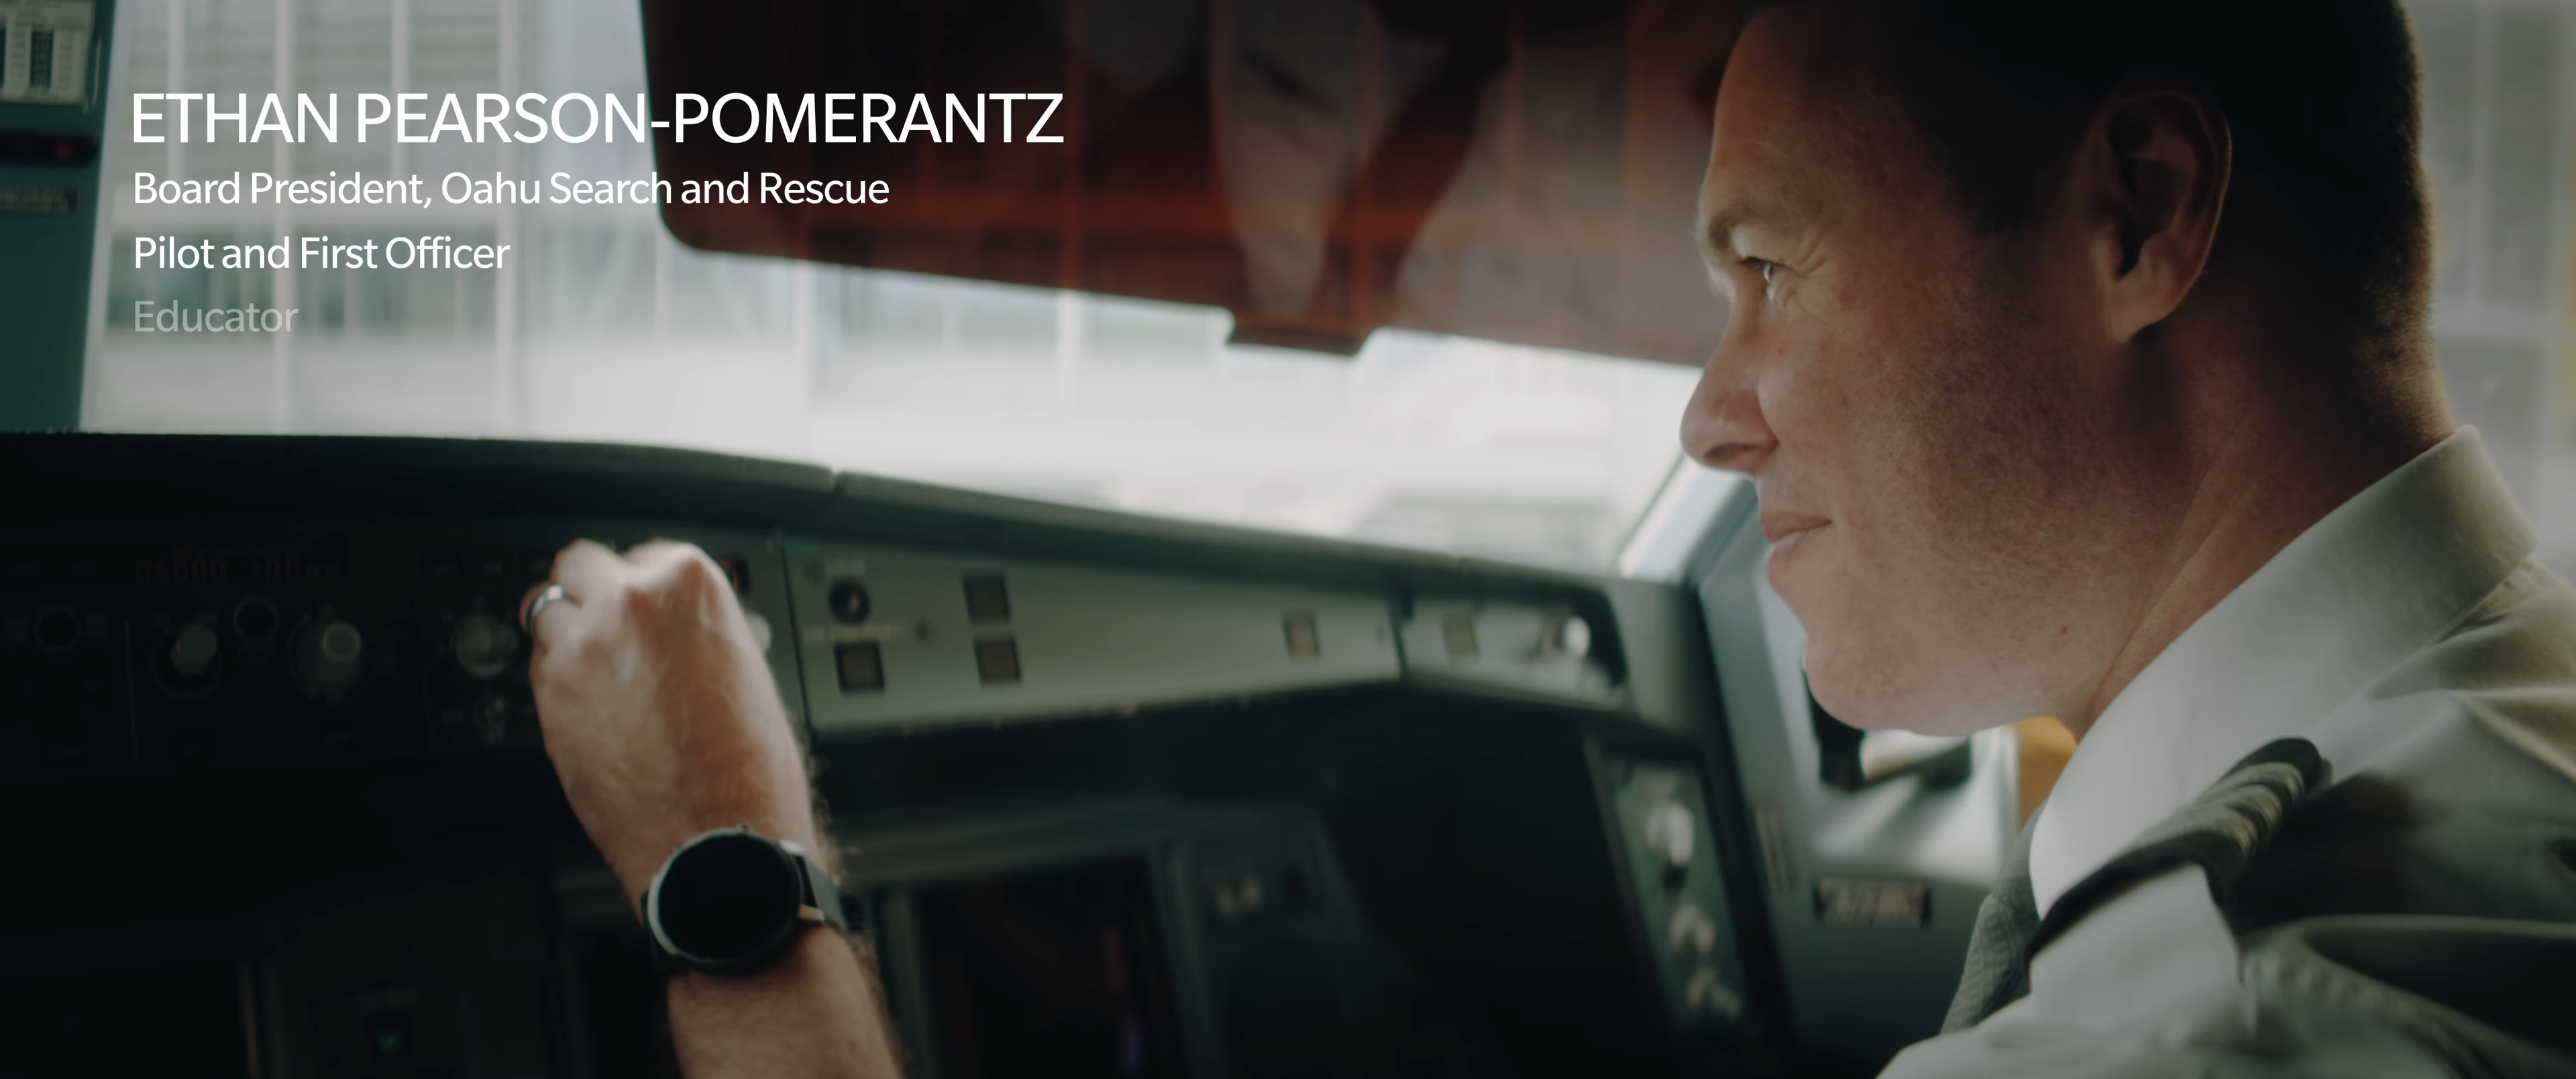 ETHAN PEARSON-POMERANTZ
Board President, Oahu Search and Rescue
Pilot and First Officer
Educator